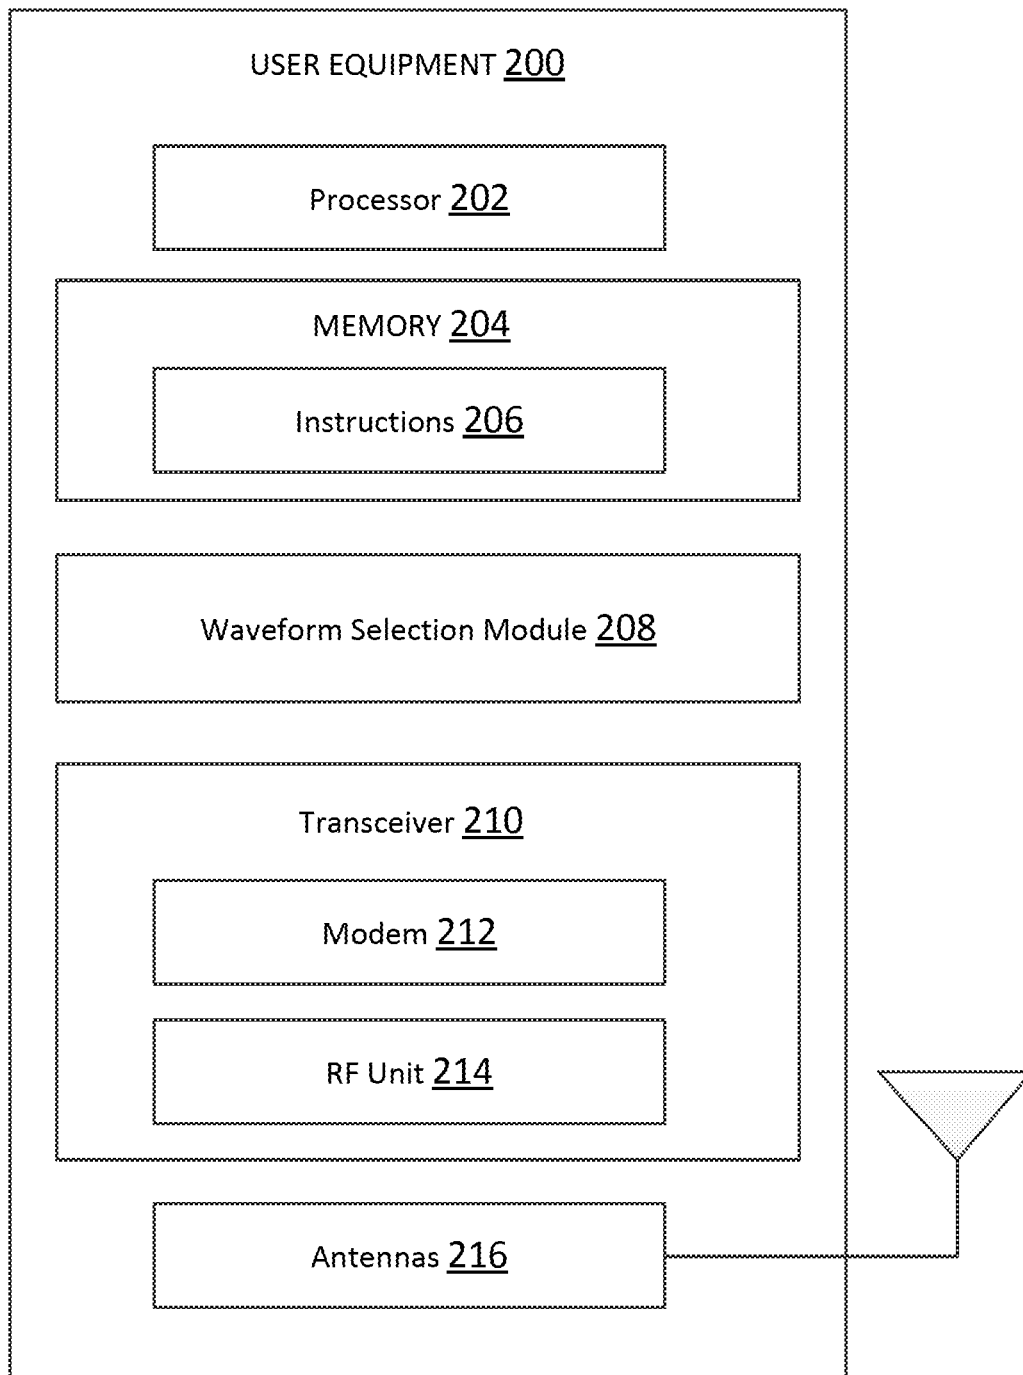 USER EQUIPMENT 200
Processor 202
MEMORY 204
Instructions 206
Waveform Selection Module 208
Transceiver 210
Modem 212
RF Unit 214
Antennas 216